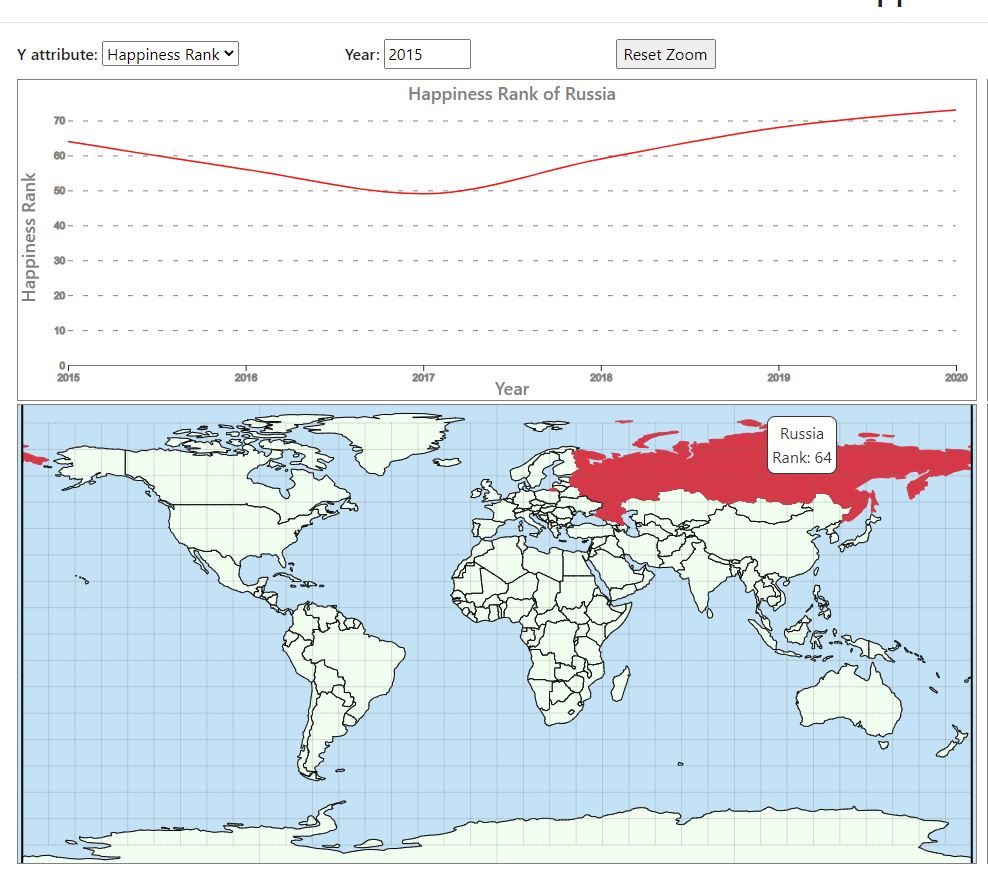 Y attribute: Happiness Rank Year: 2015 Reset Zoom
Happiness Rank of Russia
Happiness Rank
70
60
50
40
30
20
10
0
2015 2016 2017 2018 2019 2020
Year
Russia
Rank: 64